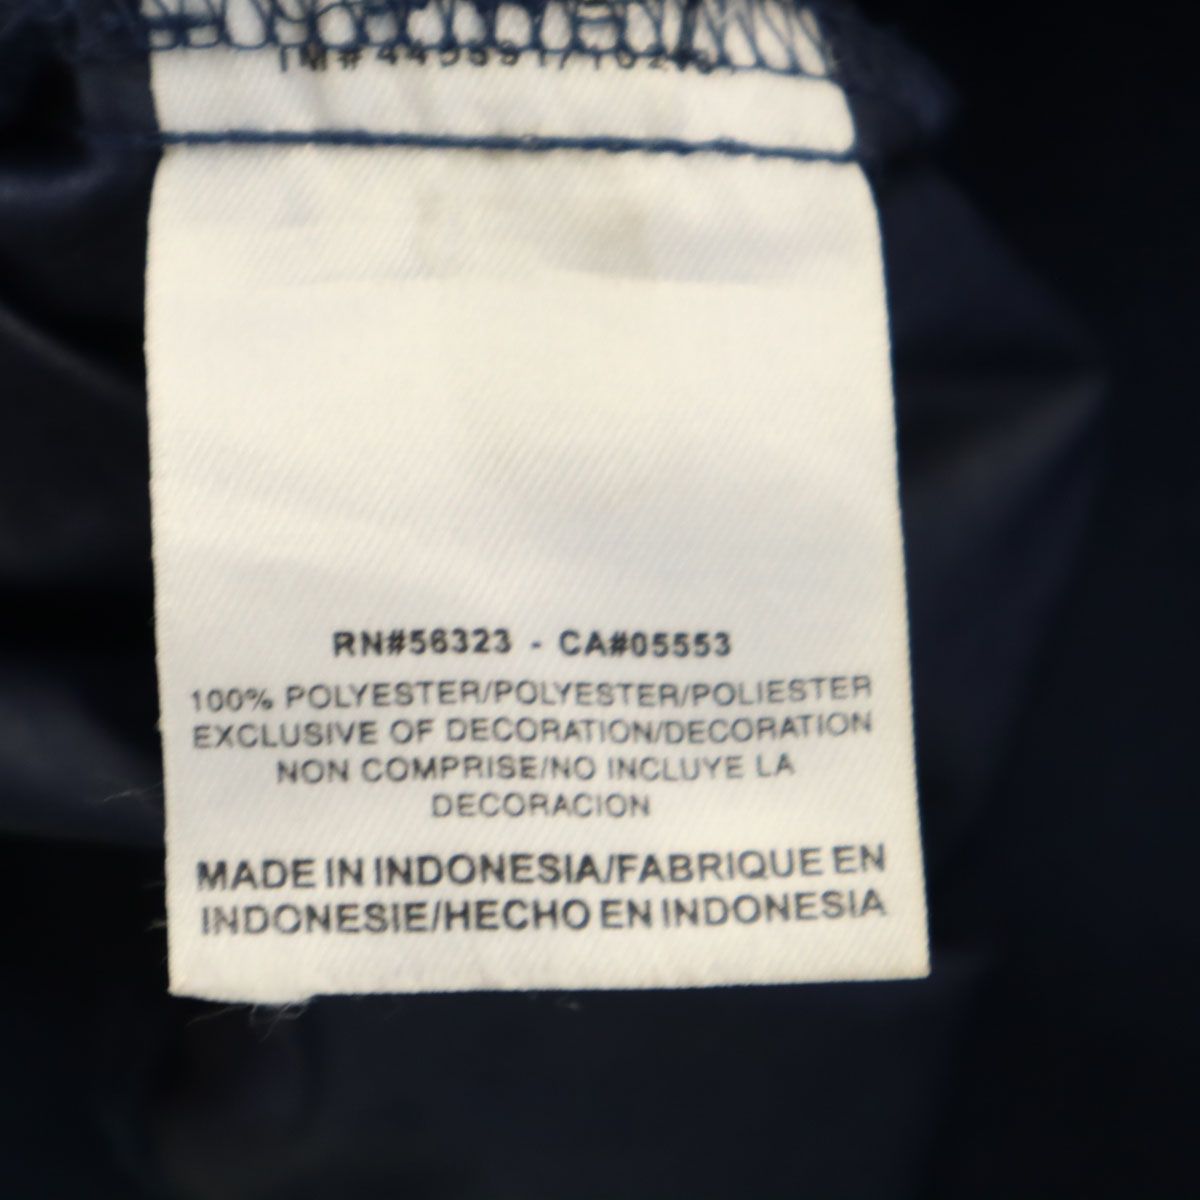 RN#56323 - CA#05553
100% POLYESTER/POLYESTER/POLIESTER
EXCLUSIVE OF DECORATION/DECORATION
NON COMPRISE/NO INCLUYE LA
DECORACION
MADE IN INDONESIA/FABRIQUE EN
INDONESIE/HECHO EN INDONESIA